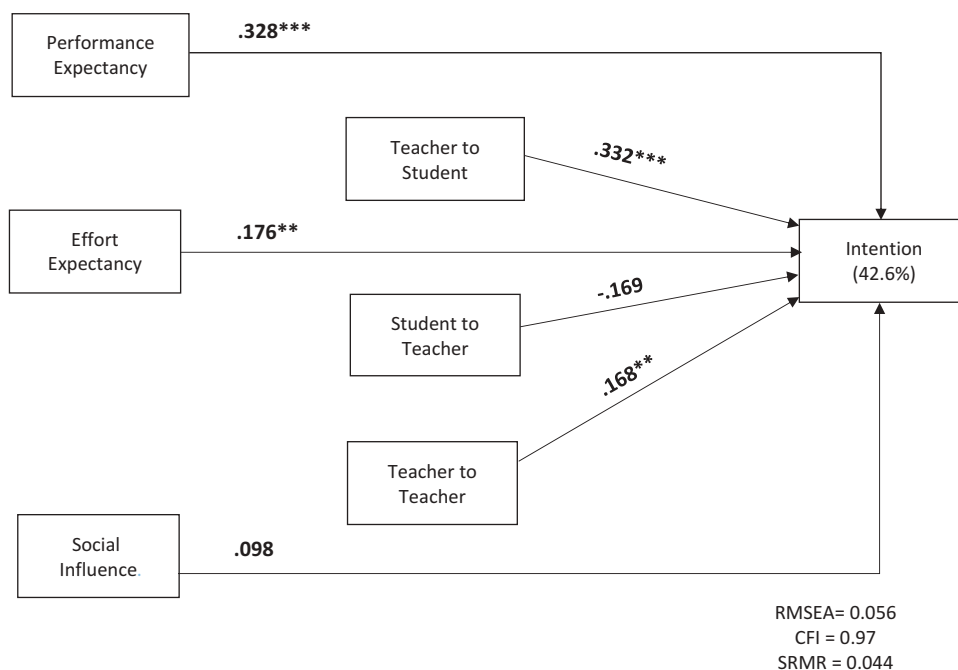 Performance
Expectancy
.328***
Teacher to
Student
.332***
Effort
Expectancy
.176**
Intention
(42.6%)
Student to
Teacher
-.169
Teacher to
Teacher
.168**
Social
Influence.
.098
RMSEA= 0.056
CFI = 0.97
SRMR = 0.044